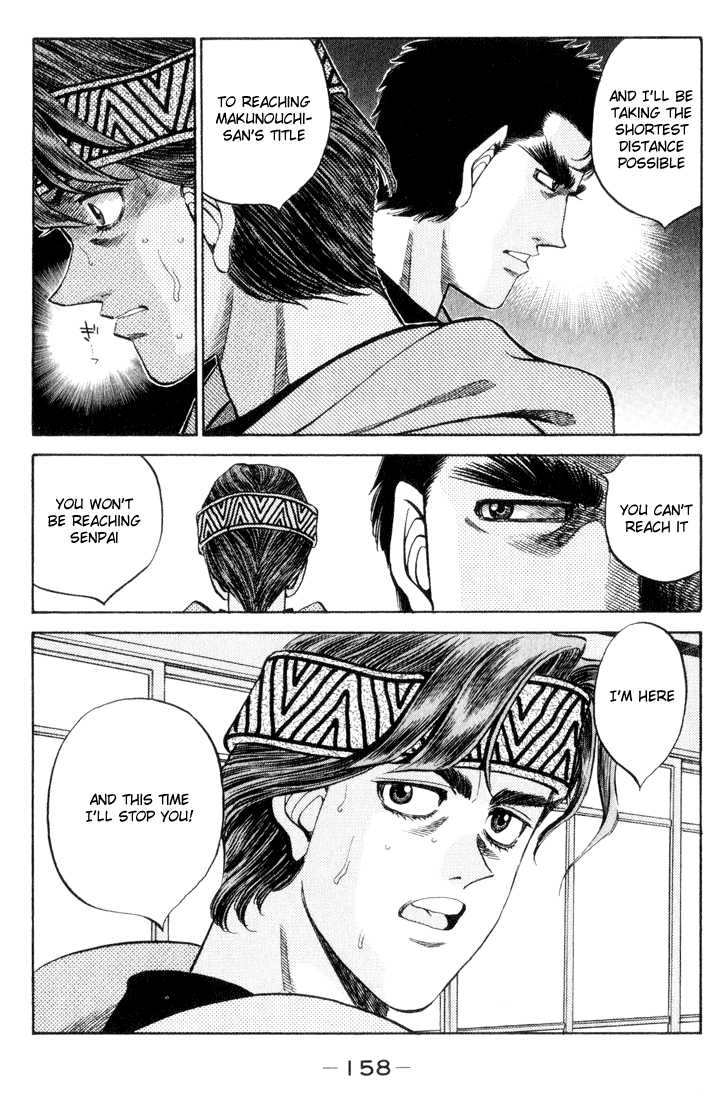 AND I'LL BE
TAKING THE
SHORTEST
DISTANCE
POSSIBLE
TO REACHING
MAKUNOUCHI-
SAN'S TITLE
ギ
YOU CAN'T
REACH IT
YOU WON'T
BE REACHING
SENPAI
I'M HERE
AND THIS TIME
I'LL STOP YOU!
—158—